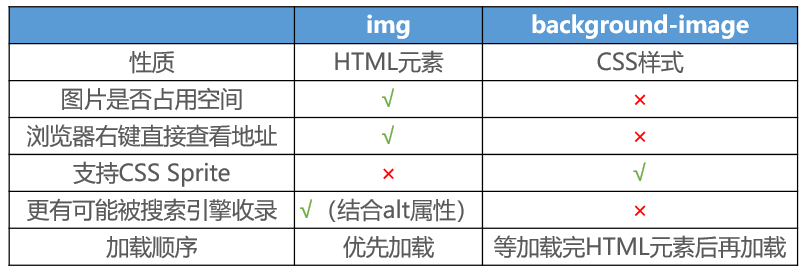 img background-image
性质 HTML元素 CSS样式
图片是否占用空间 √ ×
浏览器右键直接查看地址 √ ×
支持CSS Sprite × √
更有可能被搜索引擎收录 √（结合alt属性） ×
加载顺序 优先加载 等加载完HTML元素后再加载